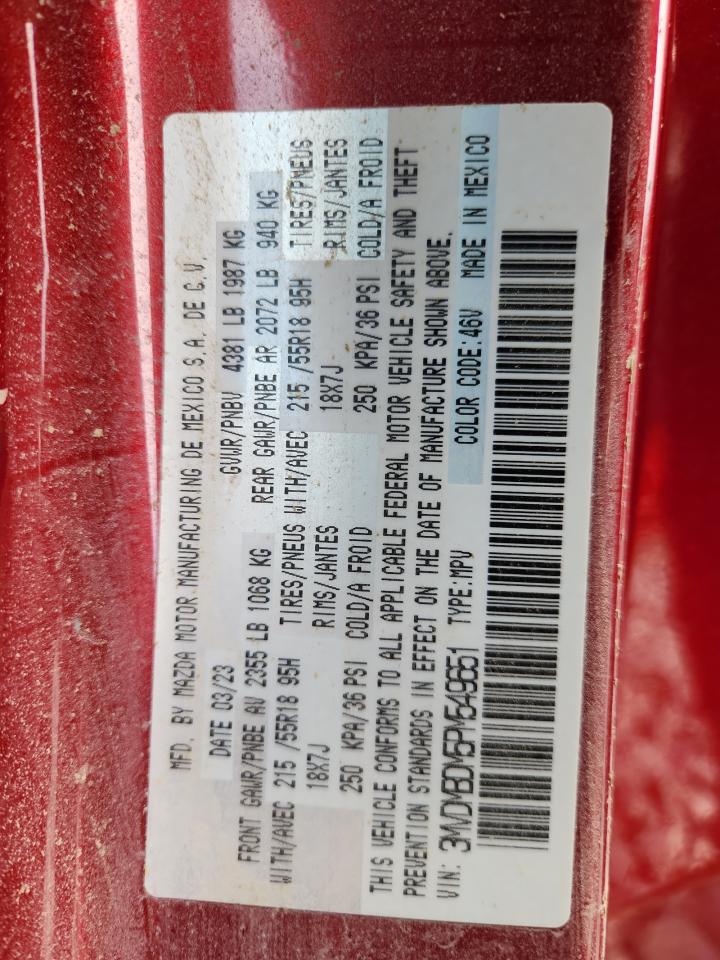 MFD. BY MAZDA MOTOR MANUFACTURING DE MEXICO S.A. DE C.V.
DATE 03/23 GVWR/PNBV 4381 LB 1987 KG
FRONT GAWR/PNBE AU 2355 LB 1068 KG REAR GAWR/PNBE AR 2072 LB 940 KG
WITH/AVEC 215 /55R18 95H TIRES/PNEUS WITH/AVEC 215 /55R18 95H TIRES/PNEUS
18X7J RIMS/JANTES 18X7J RIMS/JANTES
250 KPA/36 PSI COLD/A FROID 250 KPA/36 PSI COLD/A FROID
THIS VEHICLE CONFORMS TO ALL APPLICABLE FEDERAL MOTOR VEHICLE SAFETY AND THEFT
PREVENTION STANDARDS IN EFFECT ON THE DATE OF MANUFACTURE SHOWN ABOVE.
VIN: 3MVDMBDM5PM549651 TYPE:MPV COLOR CODE:46V MADE IN MEXICO